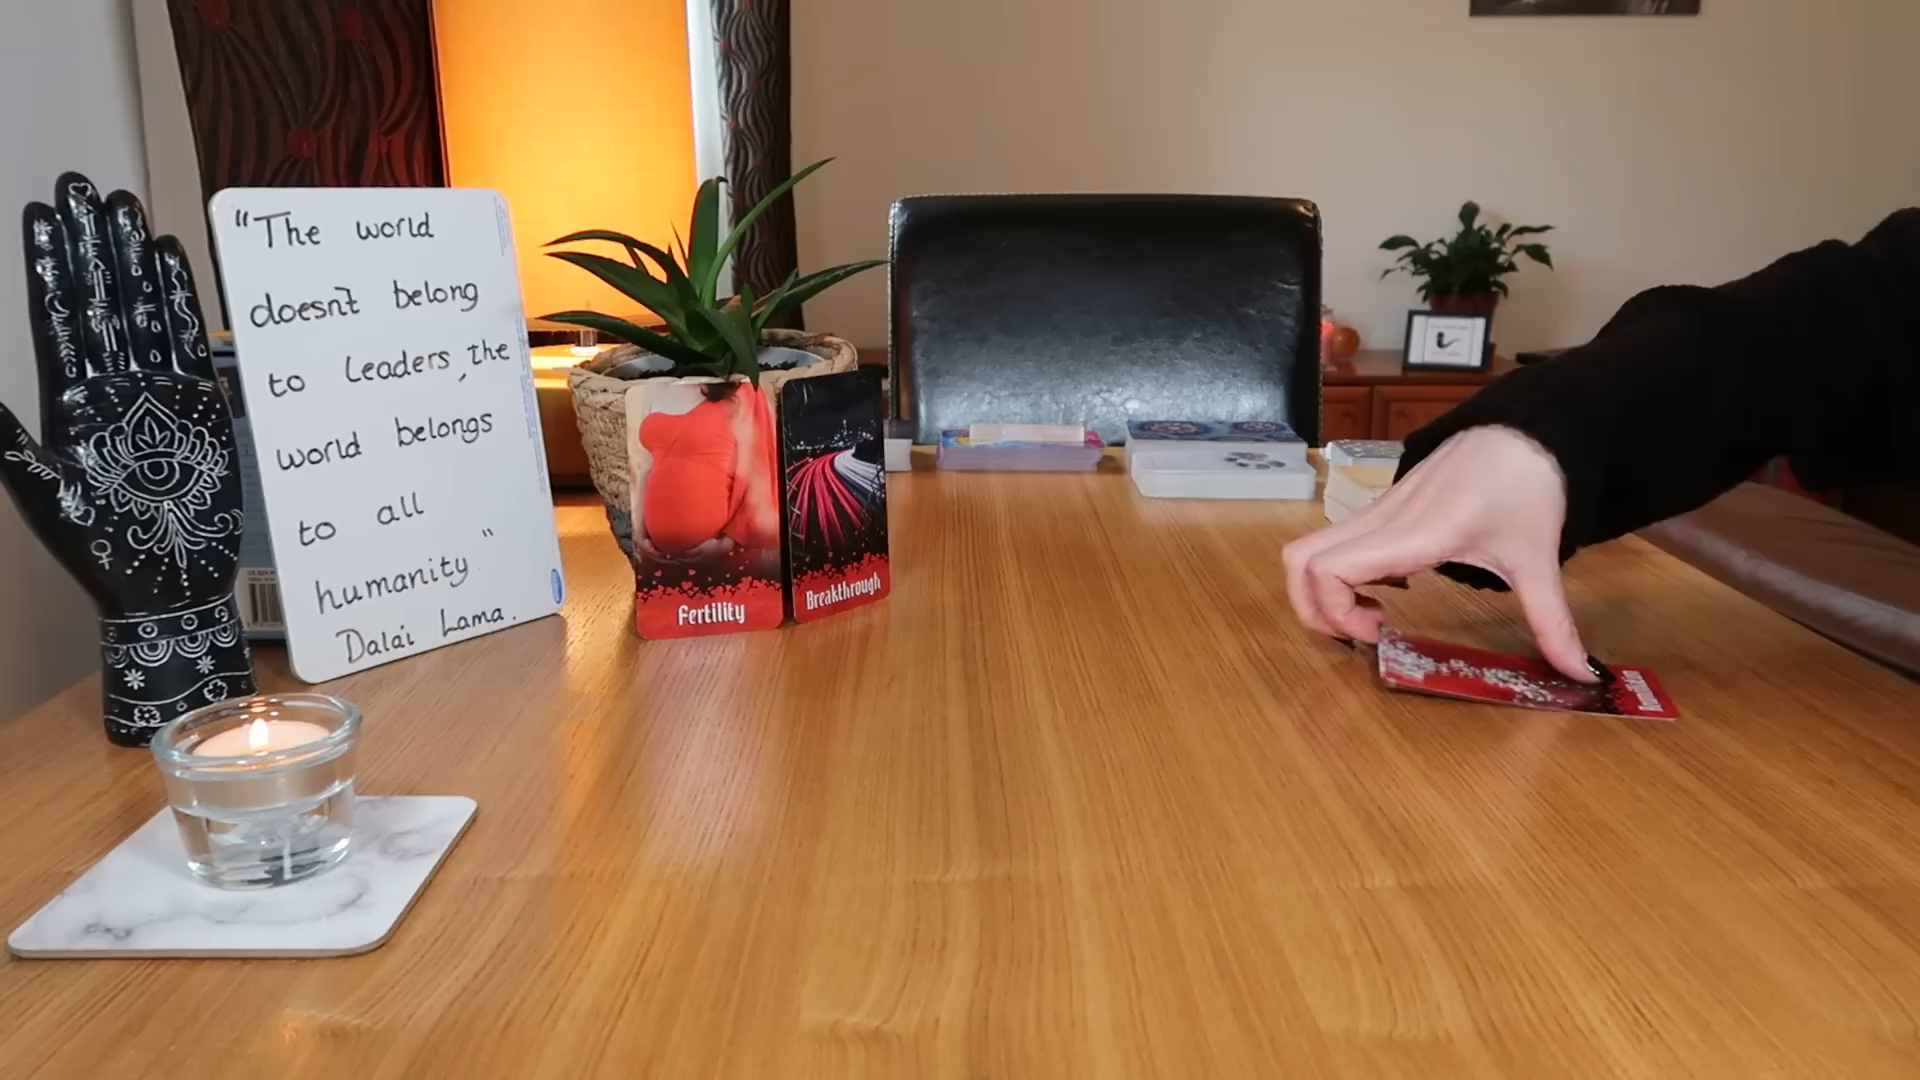 "The world
doesn't belong
to Leaders, the
world belongs
to all
humanity"
Dalai Lama.
Fertility
Breakthrough